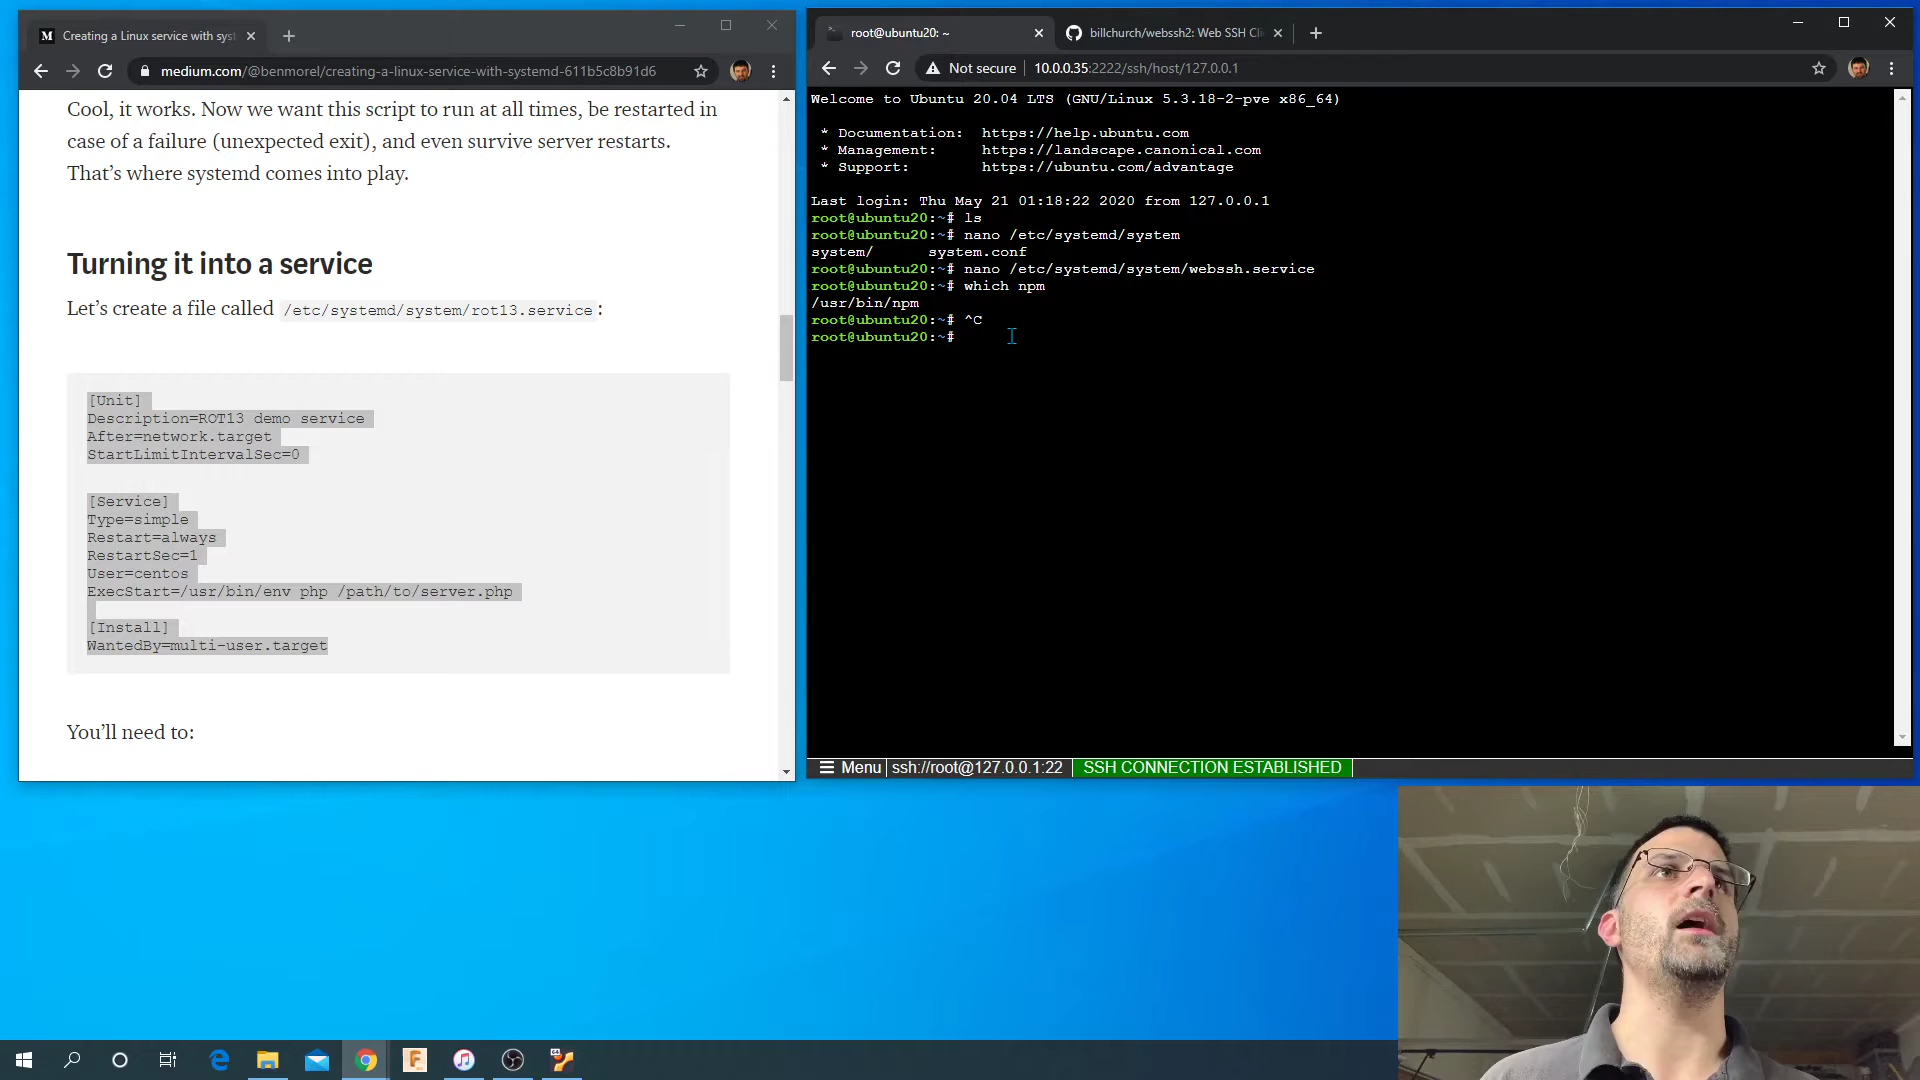 M Creating a Linux service with syst
medium.com/@benmorel/creating-a-linux-service-with-systemd-611b5c8b91d6
Cool, it works. Now we want this script to run at all times, be restarted in
case of a failure (unexpected exit), and even survive server restarts.
That’s where systemd comes into play.
Turning it into a service
Let’s create a file called /etc/systemd/system/rot13.service:
[Unit]
Description=ROT13 demo service
After=network.target
StartLimitIntervalSec=0
[Service]
Type=simple
Restart=always
RestartSec=1
User=centos
ExecStart=/usr/bin/env php /path/to/server.php
[Install]
WantedBy=multi-user.target
You’ll need to:
root@ubuntu20: ~
billchurch/webssh2: Web SSH Cli
Not secure 10.0.0.35:2222/ssh/host/127.0.0.1
Welcome to Ubuntu 20.04 LTS (GNU/Linux 5.3.18-2-pve x86_64)
* Documentation: https://help.ubuntu.com
* Management: https://landscape.canonical.com
* Support: https://ubuntu.com/advantage
Last login: Thu May 21 01:18:22 2020 from 127.0.0.1
root@ubuntu20:~# ls
root@ubuntu20:~# nano /etc/systemd/system
system/ system.conf
root@ubuntu20:~# nano /etc/systemd/system/webssh.service
root@ubuntu20:~# which npm
/usr/bin/npm
root@ubuntu20:~# ^C
root@ubuntu20:~#
Menu ssh://root@127.0.0.1:22 SSH CONNECTION ESTABLISHED